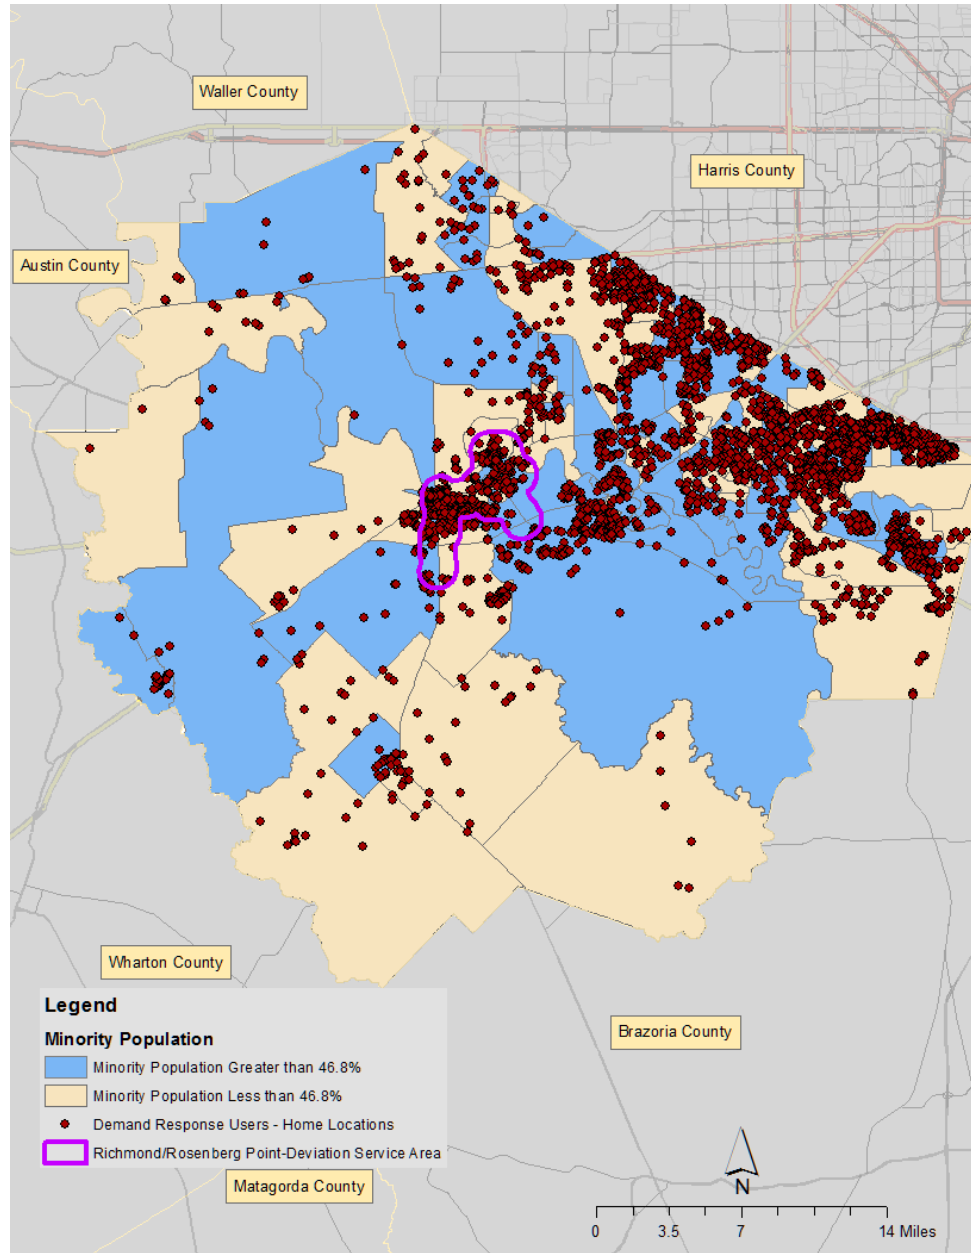 Waller County
Harris County
Austin County
Wharton County
Brazoria County
Legend
Minority Population
Minority Population Greater than 46.8%
Minority Population Less than 46.8%
Demand Response Users - Home Locations
Richmond/Rosenberg Point-Deviation Service Area
Matagorda County
N
0 3.5 7 14 Miles